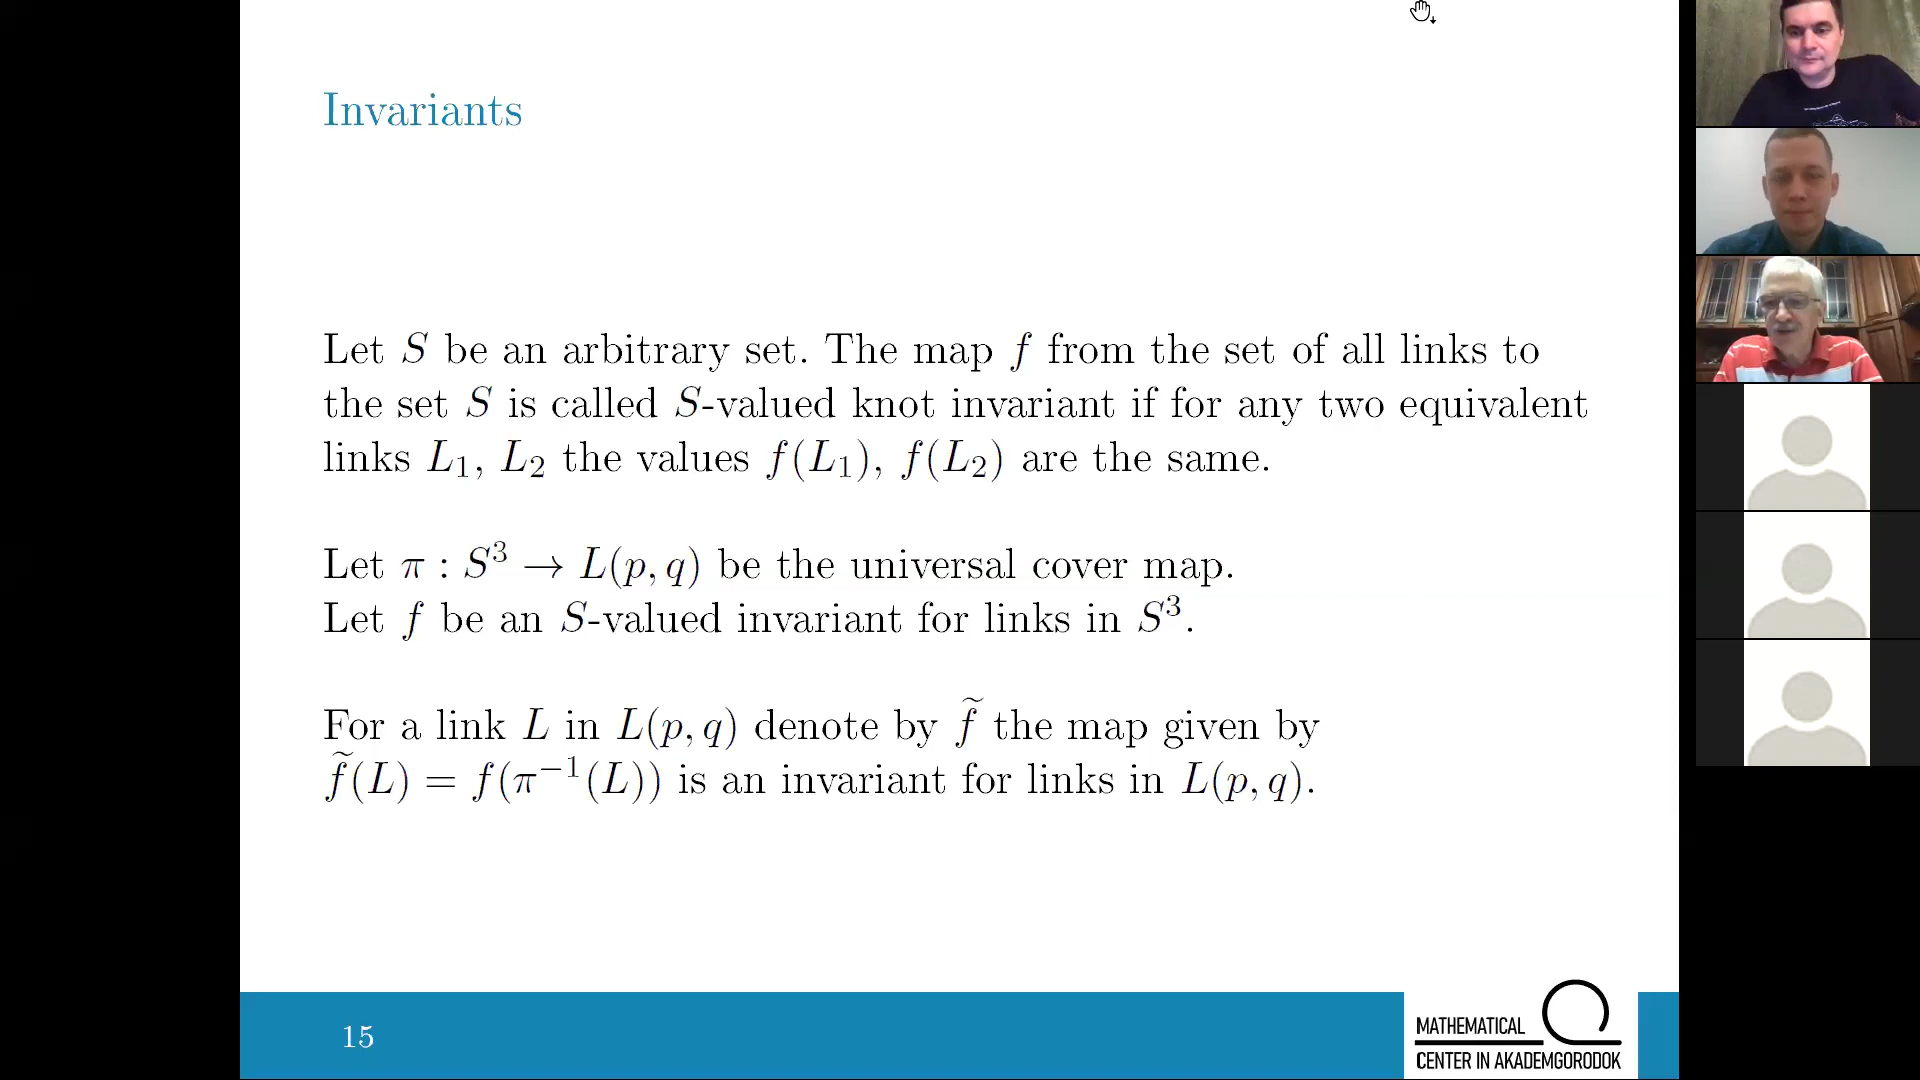 Invariants
Let S be an arbitrary set. The map f from the set of all links to
the set S is called S-valued knot invariant if for any two equivalent
links L₁, L₂ the values f(L₁), f(L₂) are the same.
Let π : S³ → L(p, q) be the universal cover map.
Let f be an S-valued invariant for links in S³.
For a link L in L(p, q) denote by f̃ the map given by
f̃(L) = f(π⁻¹(L)) is an invariant for links in L(p, q).
15
MATHEMATICAL
CENTER IN AKADEMGORODOK